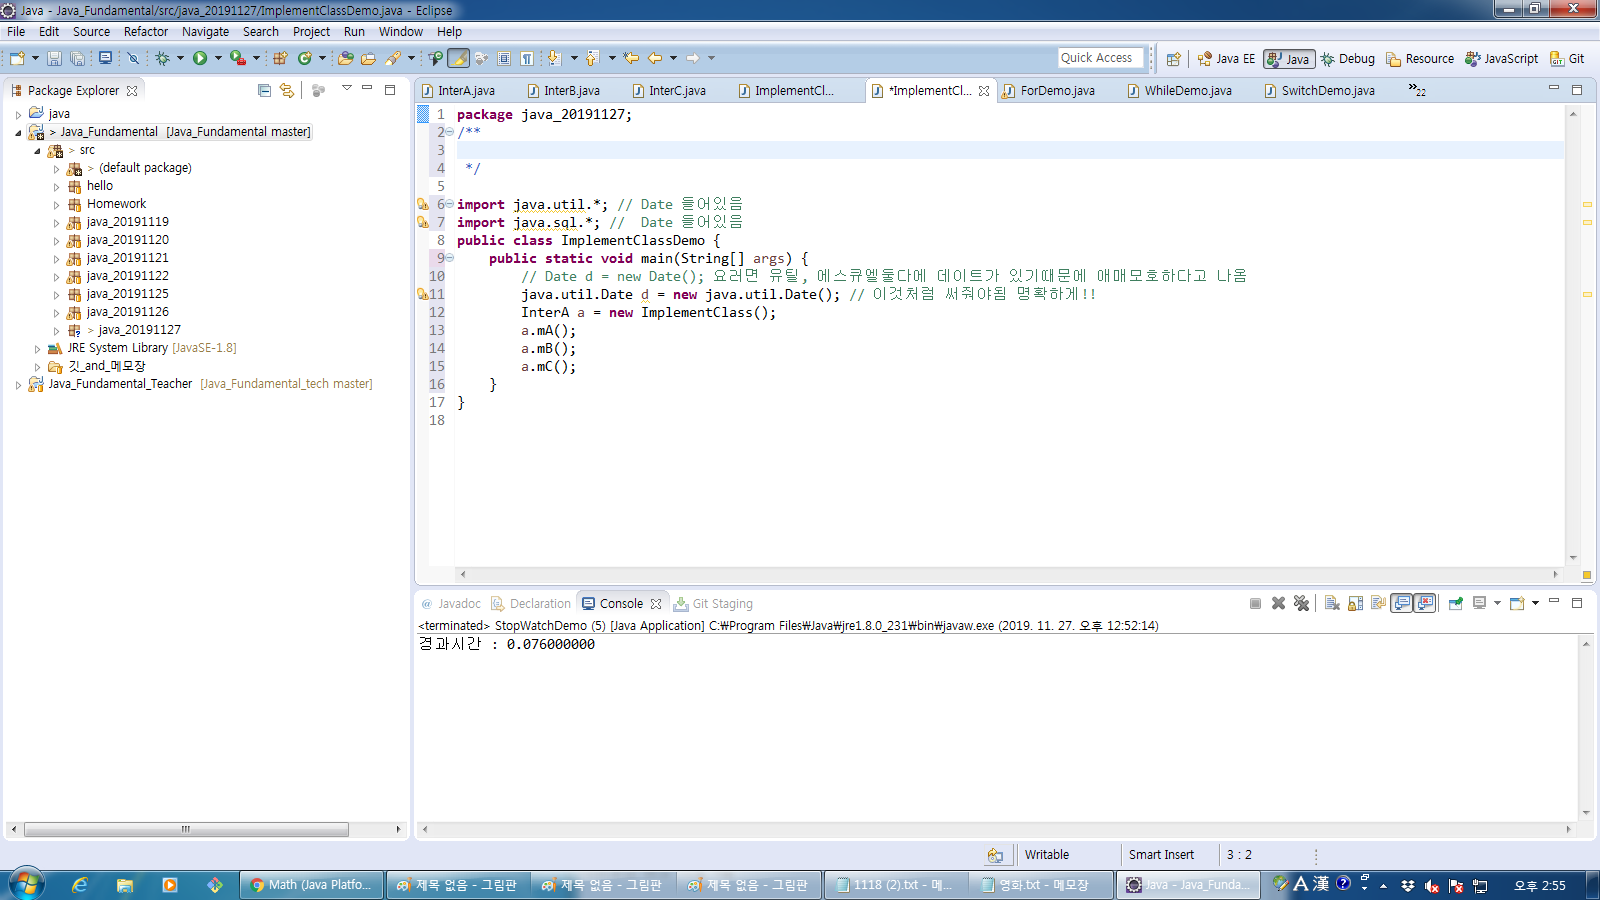 Java - Java_Fundamental/src/java_20191127/ImplementClassDemo.java - Eclipse
File Edit Source Refactor Navigate Search Project Run Window Help
Quick Access
Java EE
Java
Debug
Resource
JavaScript
Git
Package Explorer
java
> Java_Fundamental [Java_Fundamental master]
> src
> (default package)
hello
Homework
java_20191119
java_20191120
java_20191121
java_20191122
java_20191125
java_20191126
> java_20191127
JRE System Library [JavaSE-1.8]
깃_and_메모장
Java_Fundamental_Teacher [Java_Fundamental_tech master]
InterA.java InterB.java InterC.java ImplementCl... *ImplementCl... ForDemo.java WhileDemo.java SwitchDemo.java »22
1 package java_20191127;
2 /**
3
4 */
5
6 import java.util.*; // Date 들어있음
7 import java.sql.*; // Date 들어있음
8 public class ImplementClassDemo {
9 public static void main(String[] args) {
10 // Date d = new Date(); 요러면 유틸, 에스큐엘둘다에 데이트가 있기때문에 애매모호하다고 나옴
11 java.util.Date d = new java.util.Date(); // 이것처럼 써줘야됨 명확하게!!
12 InterA a = new ImplementClass();
13 a.mA();
14 a.mB();
15 a.mC();
16 }
17 }
18
@ Javadoc Declaration Console Git Staging
<terminated> StopWatchDemo (5) [Java Application] C:₩Program Files₩Java₩jre1.8.0_231₩bin₩javaw.exe (2019. 11. 27. 오후 12:52:14)
경과시간 : 0.076000000
Writable Smart Insert 3 : 2
Math (Java Platfo...
제목 없음 - 그림판
제목 없음 - 그림판
제목 없음 - 그림판
1118 (2).txt - 메...
영화.txt - 메모장
Java - Java_Funda...
A 漢
오후 2:55